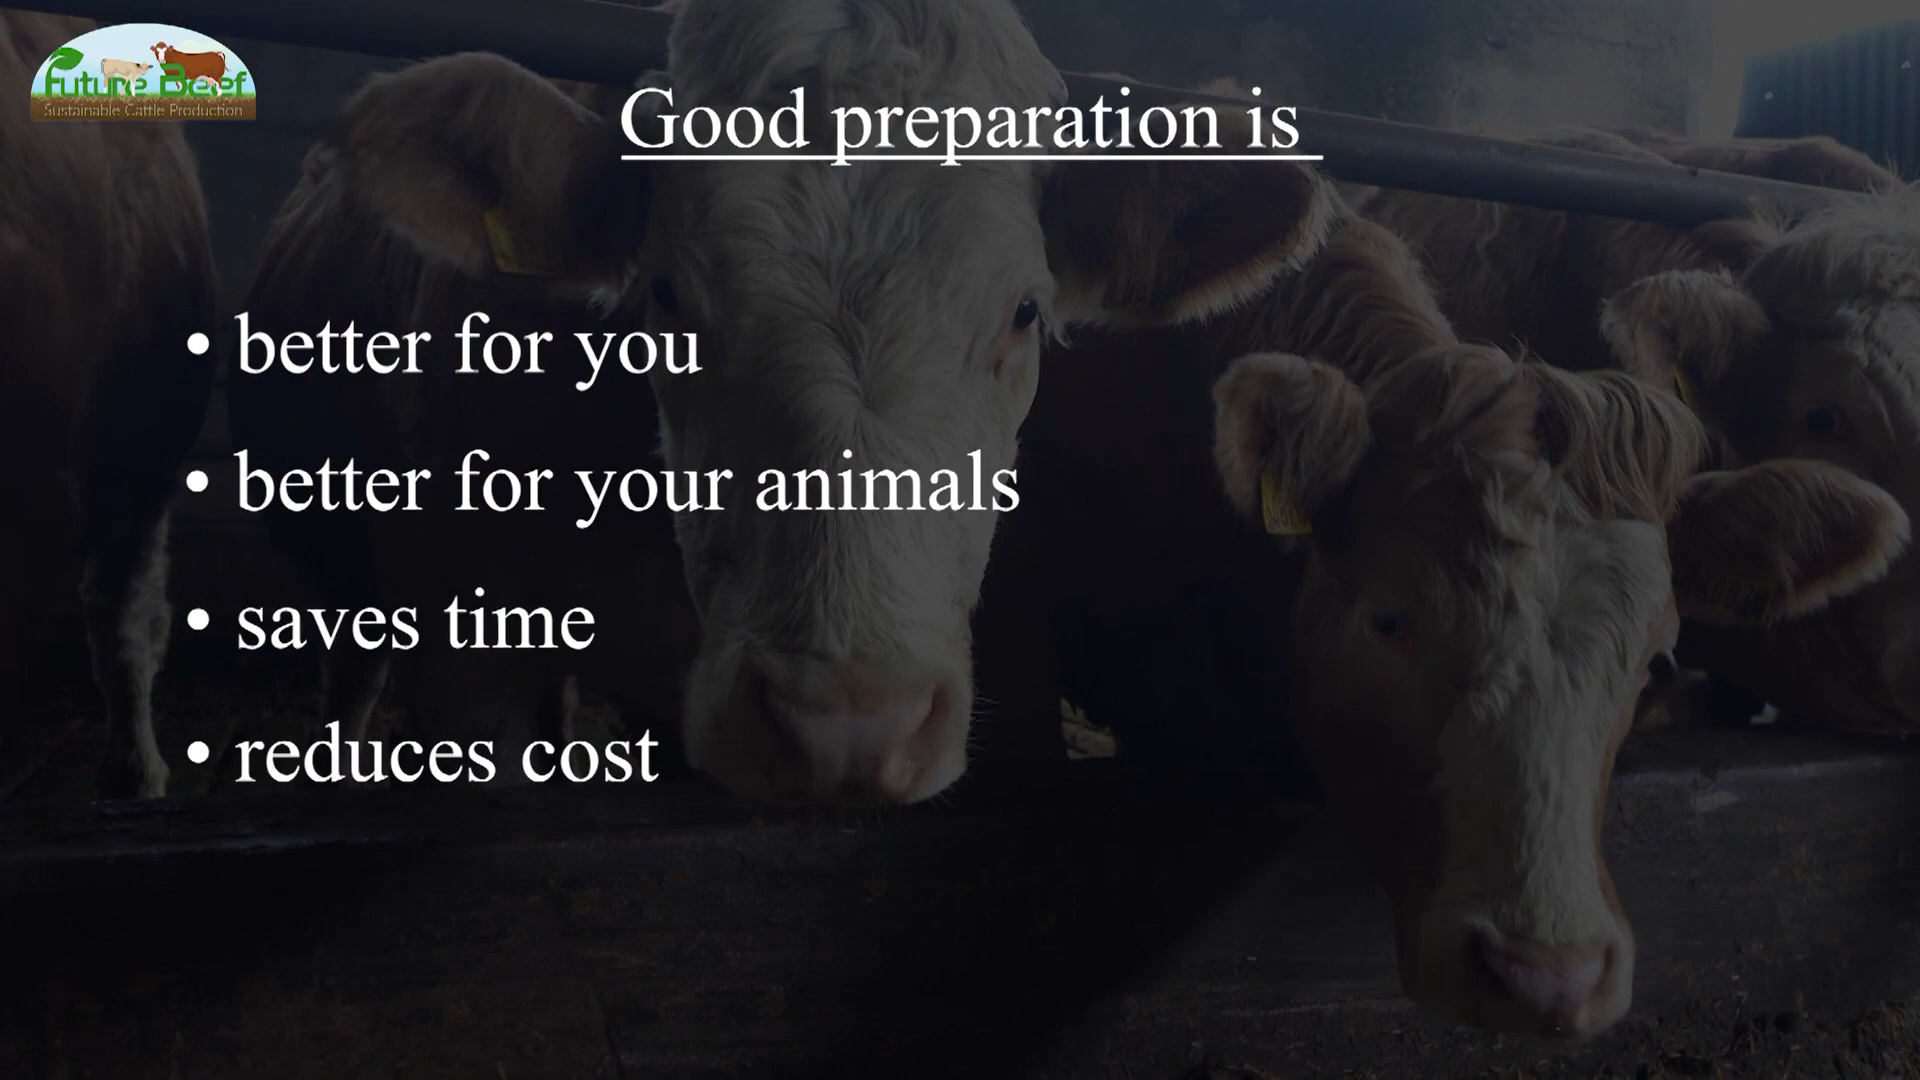 Future Beef
Sustainable Cattle Production
Good preparation is
• better for you
• better for your animals
• saves time
• reduces cost